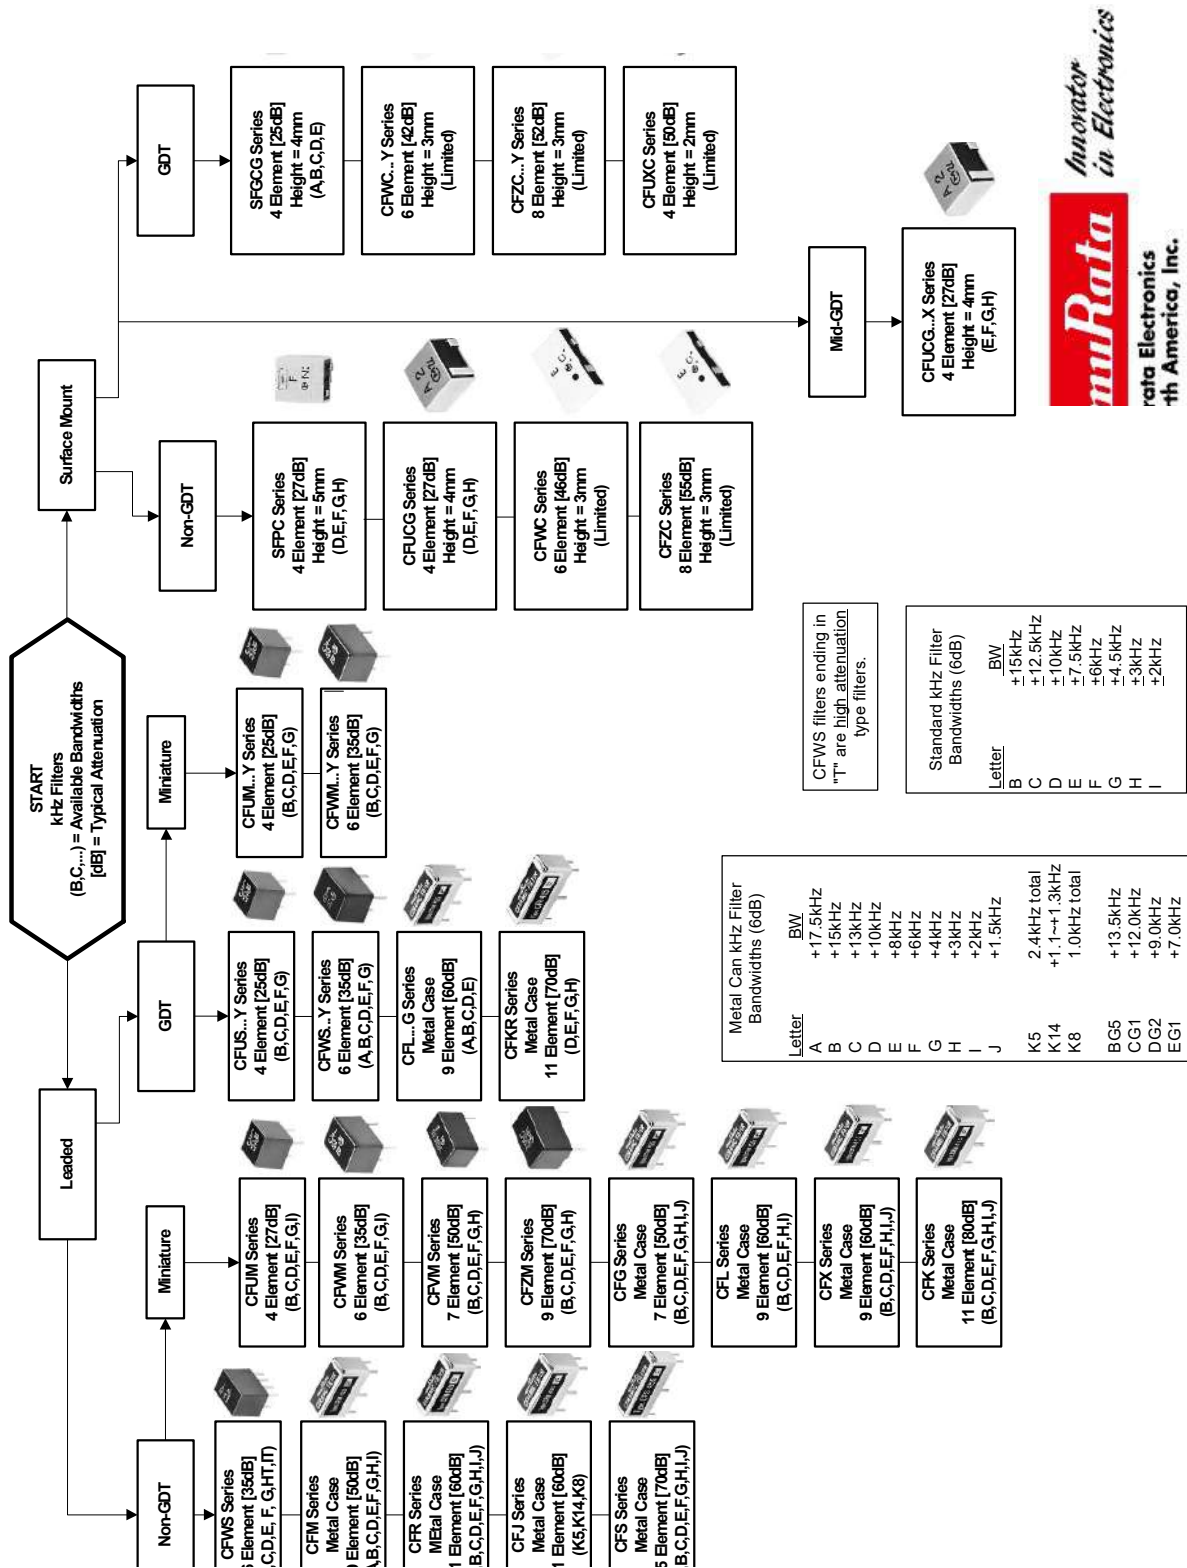 START
kHz Filters
(B,C,...) = Available Bandwidths
[dB] = Typical Attenuation
Leaded
Surface Mount
Non-GDT
Miniature
GDT
Miniature
Non-GDT
GDT
Mid-GDT
CFWS Series
Element [35dB]
,C,D,E, F, G,HT,IT)
CFM Series
Metal Case
Element [50dB]
A,B,C,D,E,F,G,H,I)
CFR Series
MEtal Case
1 Element [60dB]
B,C,D,E,F,G,H,I,J)
CFJ Series
Metal Case
1 Element [60dB]
(K5,K14,K8)
CFS Series
Metal Case
5 Element [70dB]
B,C,D,E,F,G,H,I,J)
CFUM Series
4 Element [27dB]
(B,C,D,E,F,G,I)
CFWM Series
6 Element [35dB]
(B,C,D,E,F,G,I)
CFVM Series
7 Element [50dB]
(B,C,D,E,F,G,H)
CFZM Series
9 Element [70dB]
(B,C,D,E,F,G,H)
CFG Series
Metal Case
7 Element [50dB]
(B,C,D,E,F,G,H,I,J)
CFL Series
Metal Case
9 Element [60dB]
(B,C,D,E,F,H,I)
CFX Series
Metal Case
9 Element [60dB]
(B,C,D,E,F,H,I,J)
CFK Series
Metal Case
11 Element [80dB]
(B,C,D,E,F,G,H,I,J)
CFUS...Y Series
4 Element [25dB]
(B,C,D,E,F,G)
CFWS...Y Series
6 Element [35dB]
(A,B,C,D,E,F,G)
CFL...G Series
Metal Case
9 Element [60dB]
(A,B,C,D,E)
CFKR Series
Metal Case
11 Element [70dB]
(D,E,F,G,H)
CFUM...Y Series
4 Element [25dB]
(B,C,D,E,F,G)
CFWM...Y Series
6 Element [35dB]
(B,C,D,E,F,G)
SFPC Series
4 Element [27dB]
Height = 5mm
(D,E,F,G,H)
CFUCG Series
4 Element [27dB]
Height = 4mm
(D,E,F,G,H)
CFWC Series
6 Element [46dB]
Height = 3mm
(Limited)
CFZC Series
8 Element [55dB]
Height = 3mm
(Limited)
SFGCG Series
4 Element [25dB]
Height = 4mm
(A,B,C,D,E)
CFWC...Y Series
6 Element [42dB]
Height = 3mm
(Limited)
CFZC...Y Series
8 Element [52dB]
Height = 3mm
(Limited)
CFUXC Series
4 Element [50dB]
Height = 2mm
(Limited)
CFUCG...X Series
4 Element [27dB]
Height = 4mm
(E,F,G,H)
Metal Can kHz Filter
Bandwidths (6dB)
Letter BW
A +17.5kHz
B +15kHz
C +13kHz
D +10kHz
E +8kHz
F +6kHz
G +4kHz
H +3kHz
I +2kHz
J +1.5kHz
K5 2.4kHz total
K14 +1.1~+1.3kHz
K8 1.0kHz total
BG5 +13.5kHz
CG1 +12.0kHz
DG2 +9.0kHz
EG1 +7.0kHz
CFWS filters ending in
"T" are high attenuation
type filters.
Standard kHz Filter
Bandwidths (6dB)
Letter BW
B +15kHz
C +12.5kHz
D +10kHz
E +7.5kHz
F +6kHz
G +4.5kHz
H +3kHz
I +2kHz
muRata
Innovator
in Electronics
rata Electronics
th America, Inc.